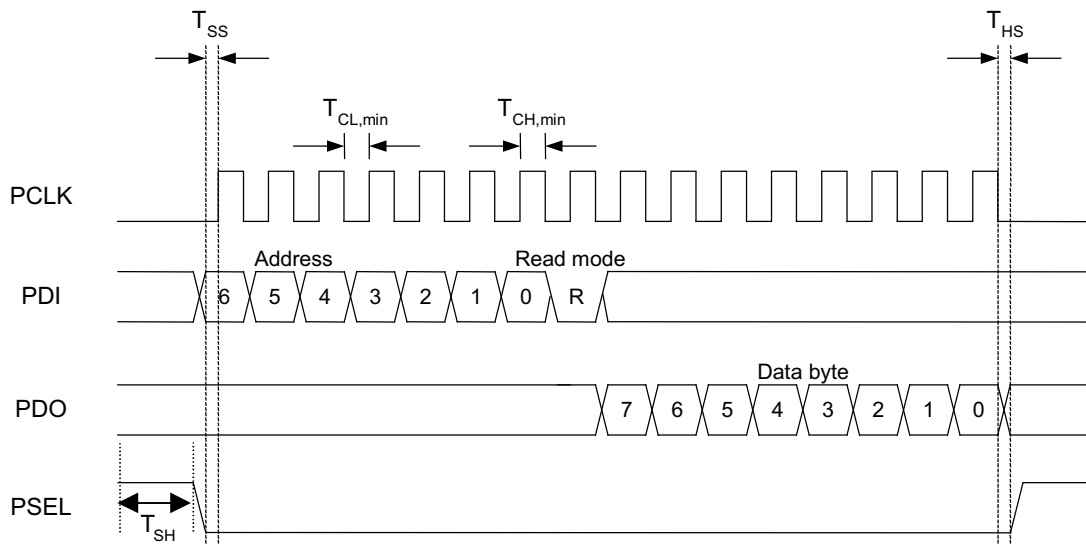 T_SS T_HS
T_CL,min T_CH,min
PCLK
Address Read mode
PDI 6 5 4 3 2 1 0 R
Data byte
PDO 7 6 5 4 3 2 1 0
PSEL
T_SH